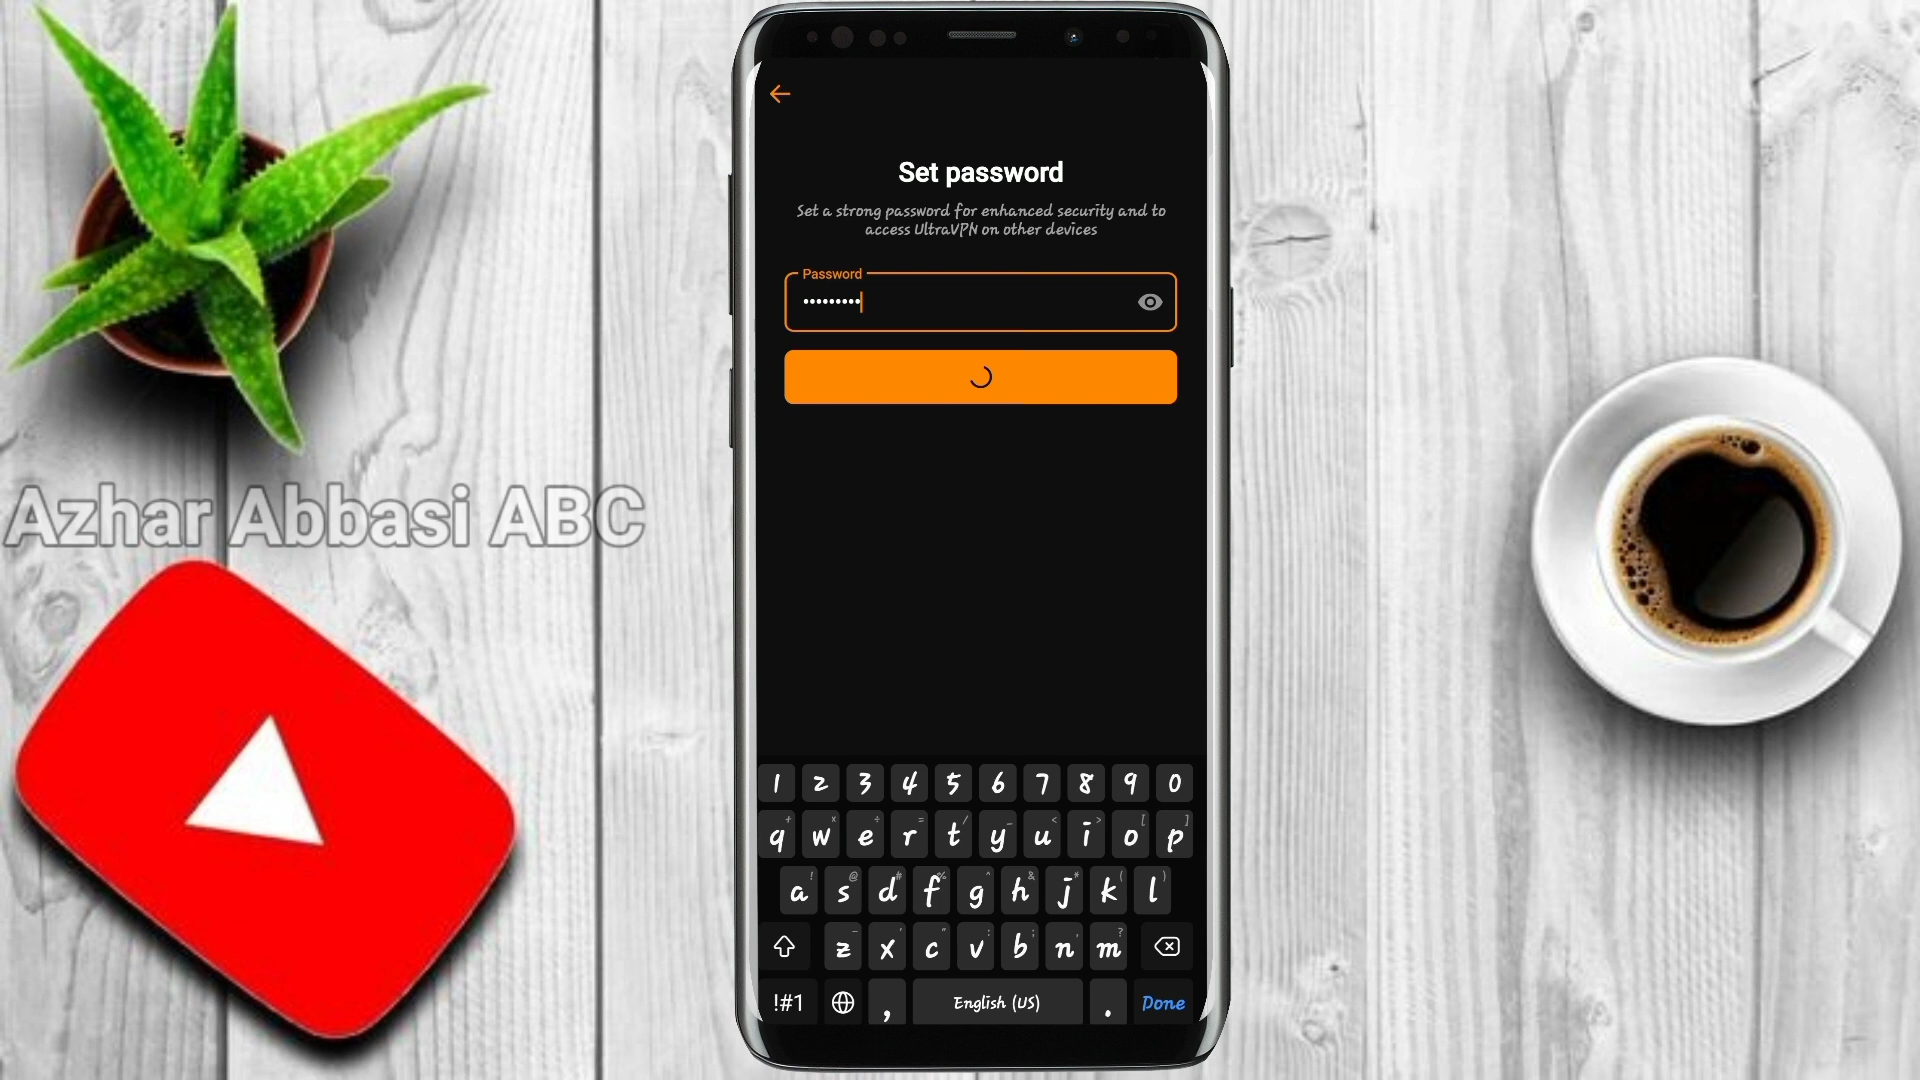 Set password
Set a strong password for enhanced security and to
access UltraVPN on other devices
Password
•••••••••
Azhar Abbasi ABC
1 2 3 4 5 6 7 8 9 0
q w e r t y u i o p
a s d f g h j k l
z x c v b n m
!#1 , English (US) . Done